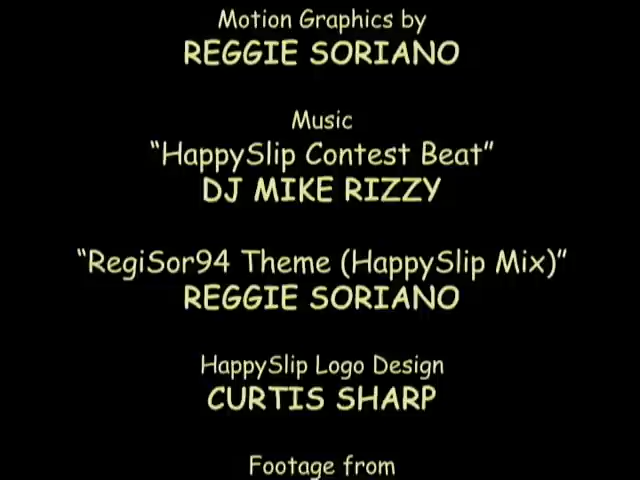 Motion Graphics by
REGGIE SORIANO
Music
“HappySlip Contest Beat”
DJ MIKE RIZZY
“RegiSor94 Theme (HappySlip Mix)”
REGGIE SORIANO
HappySlip Logo Design
CURTIS SHARP
Footage from